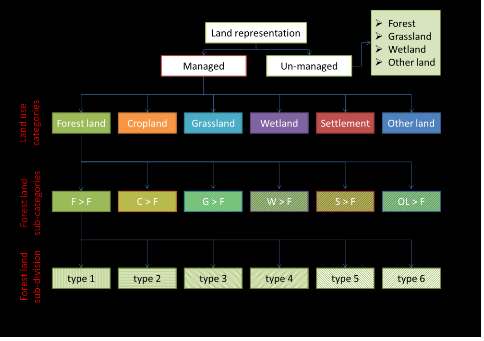 Land representation
Managed
Un-managed
Forest
Grassland
Wetland
Other land
Land use
categories
Forest land
Cropland
Grassland
Wetland
Settlement
Other land
Forest land
sub-categories
F > F
C > F
G > F
W > F
S > F
OL > F
Forest land
sub-division
type 1
type 2
type 3
type 4
type 5
type 6